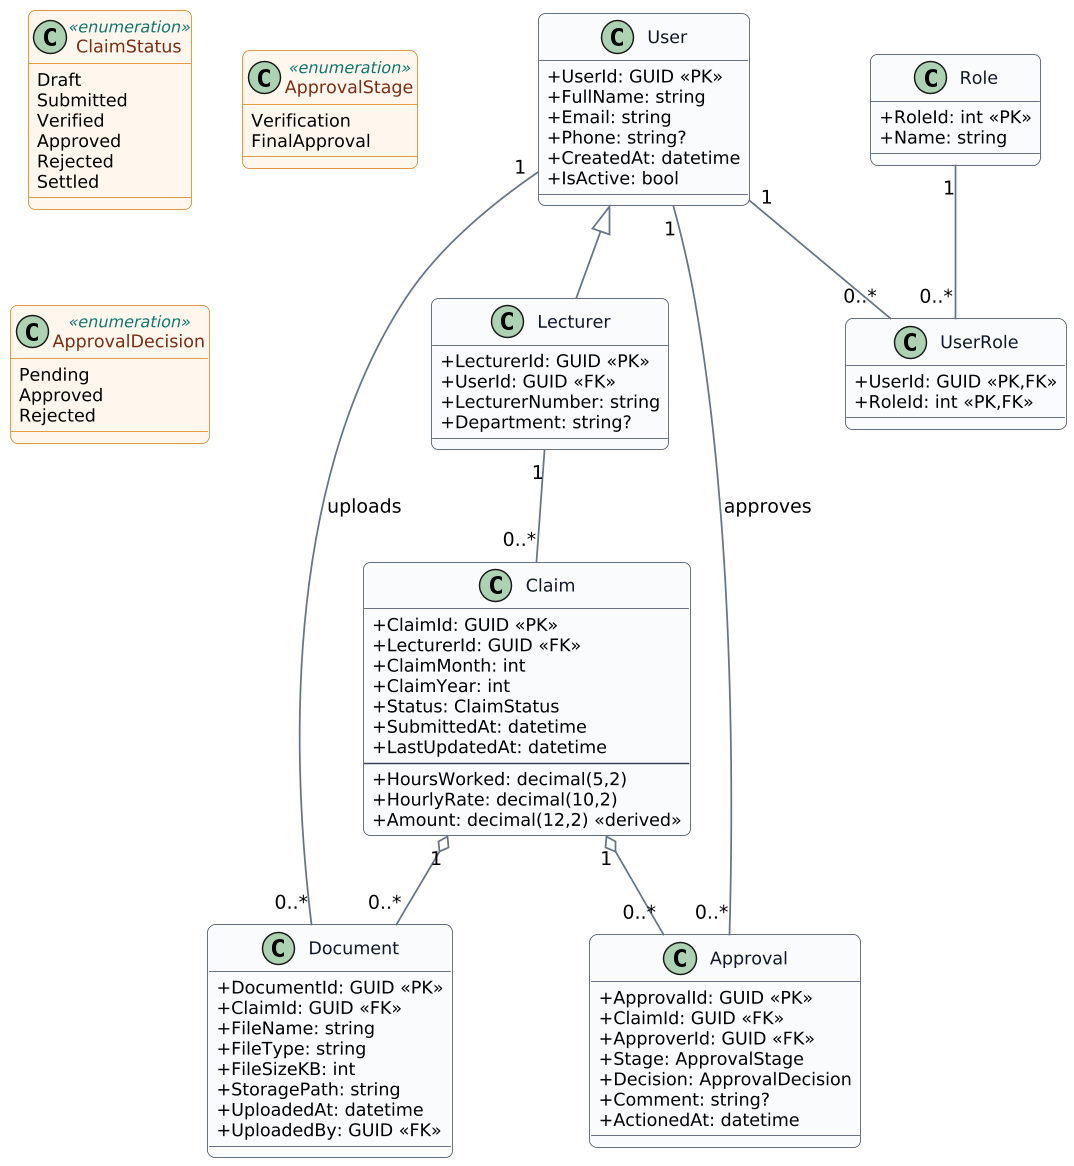 «enumeration»
ClaimStatus
Draft
Submitted
Verified
Approved
Rejected
Settled
«enumeration»
ApprovalStage
Verification
FinalApproval
C User
+UserId: GUID «PK»
+FullName: string
+Email: string
+Phone: string?
+CreatedAt: datetime
+IsActive: bool
C Role
+RoleId: int «PK»
+Name: string
1
1
1
1
0..*
0..*
C
«enumeration»
ApprovalDecision
Pending
Approved
Rejected
C Lecturer
+LecturerId: GUID «PK»
+UserId: GUID «FK»
+LecturerNumber: string
+Department: string?
C UserRole
+UserId: GUID «PK,FK»
+RoleId: int «PK,FK»
1
uploads
approves
0..*
C Claim
+ClaimId: GUID «PK»
+LecturerId: GUID «FK»
+ClaimMonth: int
+ClaimYear: int
+Status: ClaimStatus
+SubmittedAt: datetime
+LastUpdatedAt: datetime
+HoursWorked: decimal(5,2)
+HourlyRate: decimal(10,2)
+Amount: decimal(12,2) «derived»
1
1
0..*
0..*
0..*
0..*
C Document
+DocumentId: GUID «PK»
+ClaimId: GUID «FK»
+FileName: string
+FileType: string
+FileSizeKB: int
+StoragePath: string
+UploadedAt: datetime
+UploadedBy: GUID «FK»
C Approval
+ApprovalId: GUID «PK»
+ClaimId: GUID «FK»
+ApproverId: GUID «FK»
+Stage: ApprovalStage
+Decision: ApprovalDecision
+Comment: string?
+ActionedAt: datetime